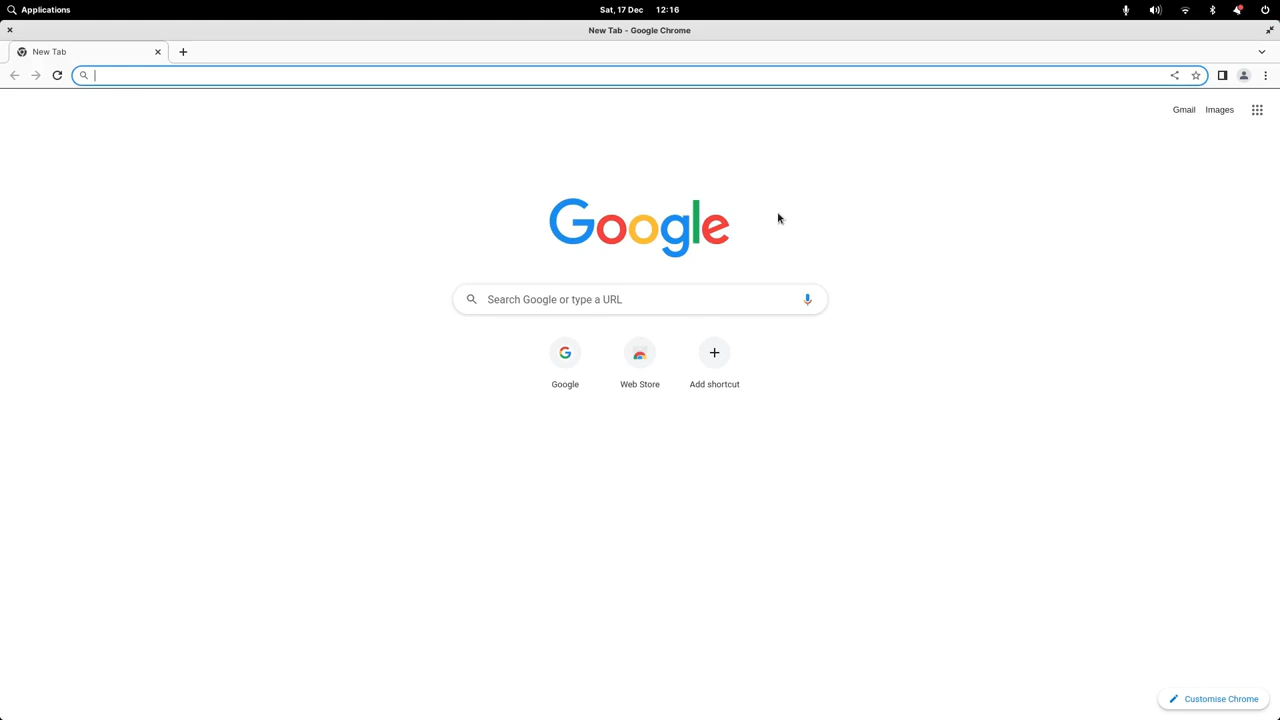 Applications
Sat, 17 Dec 12:16
New Tab - Google Chrome
New Tab
Gmail Images
Google
Search Google or type a URL
Google Web Store Add shortcut
Customise Chrome